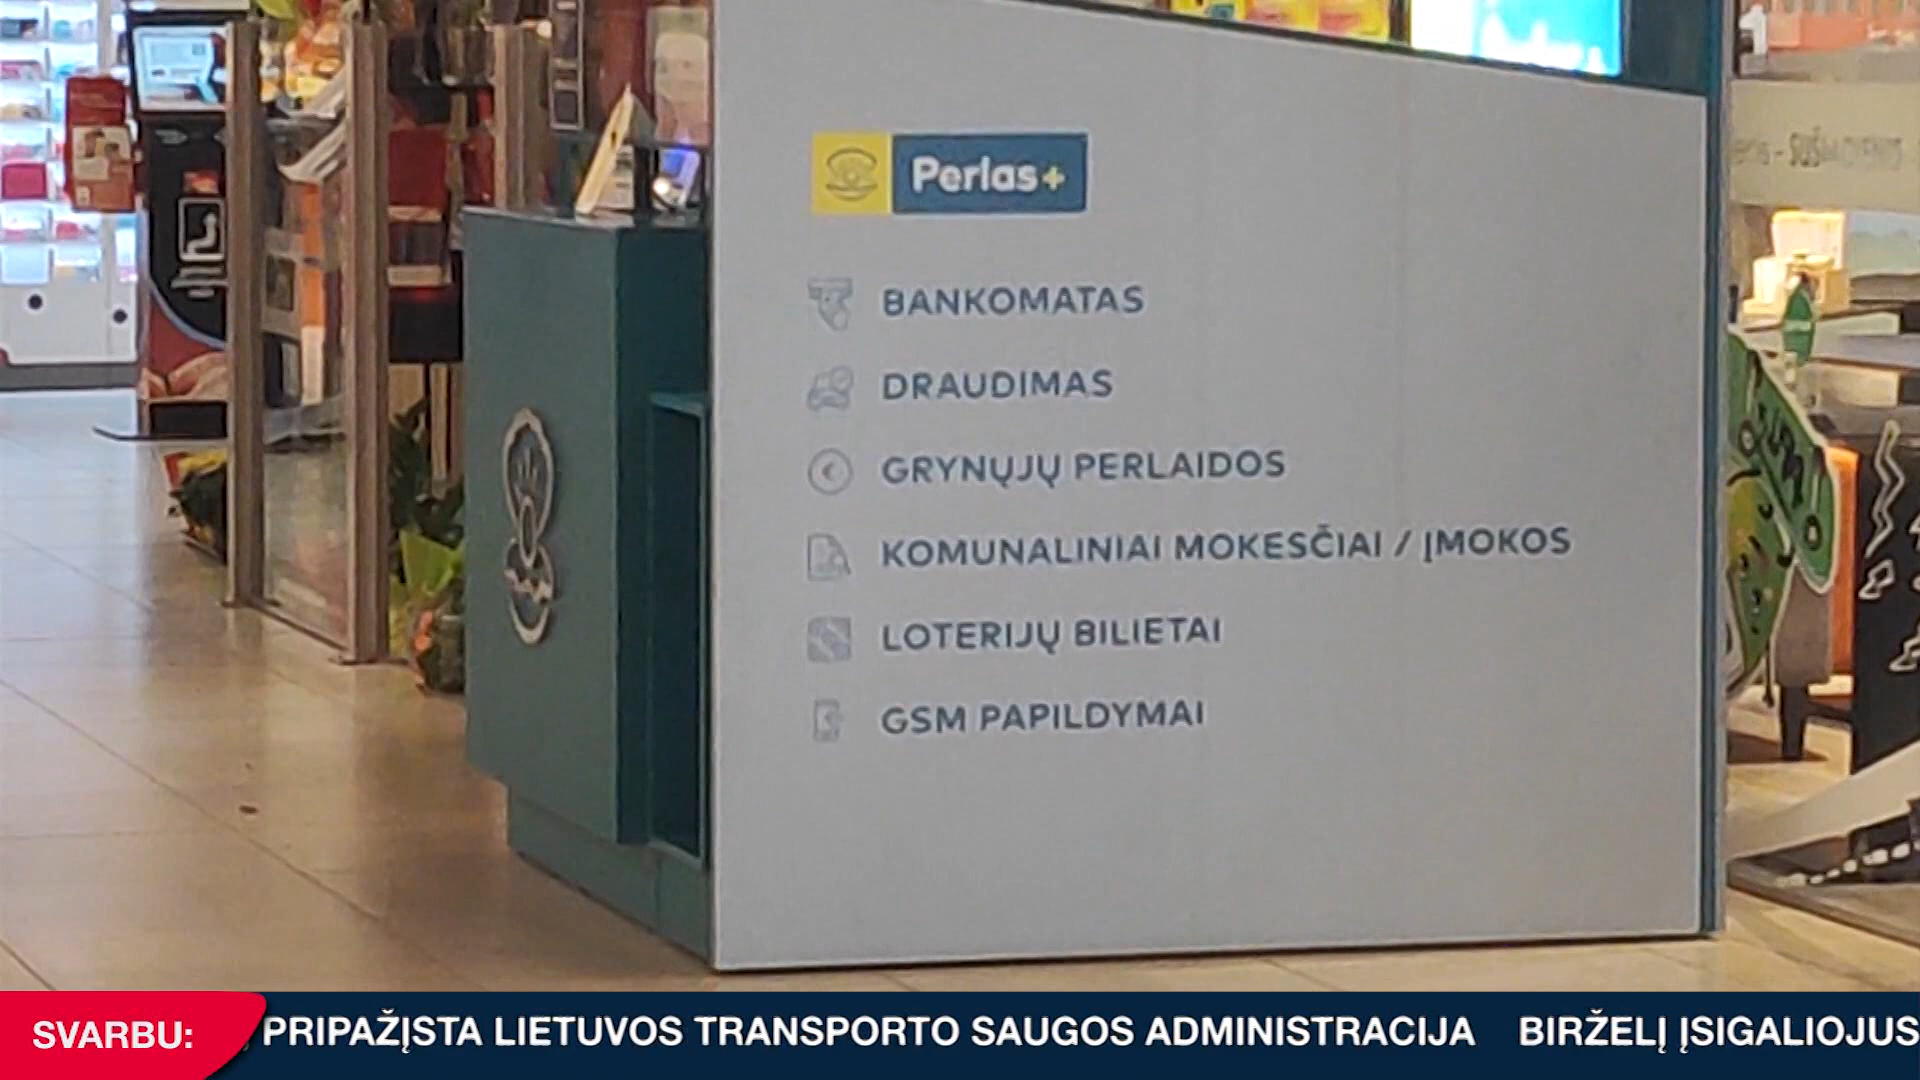 Perlas+
BANKOMATAS
DRAUDIMAS
GRYNŲJŲ PERLAIDOS
KOMUNALINIAI MOKESČIAI / ĮMOKOS
LOTERIJŲ BILIETAI
GSM PAPILDYMAI
SVARBU: PRIPAŽĮSTA LIETUVOS TRANSPORTO SAUGOS ADMINISTRACIJA BIRŽELĮ ĮSIGALIOJUS